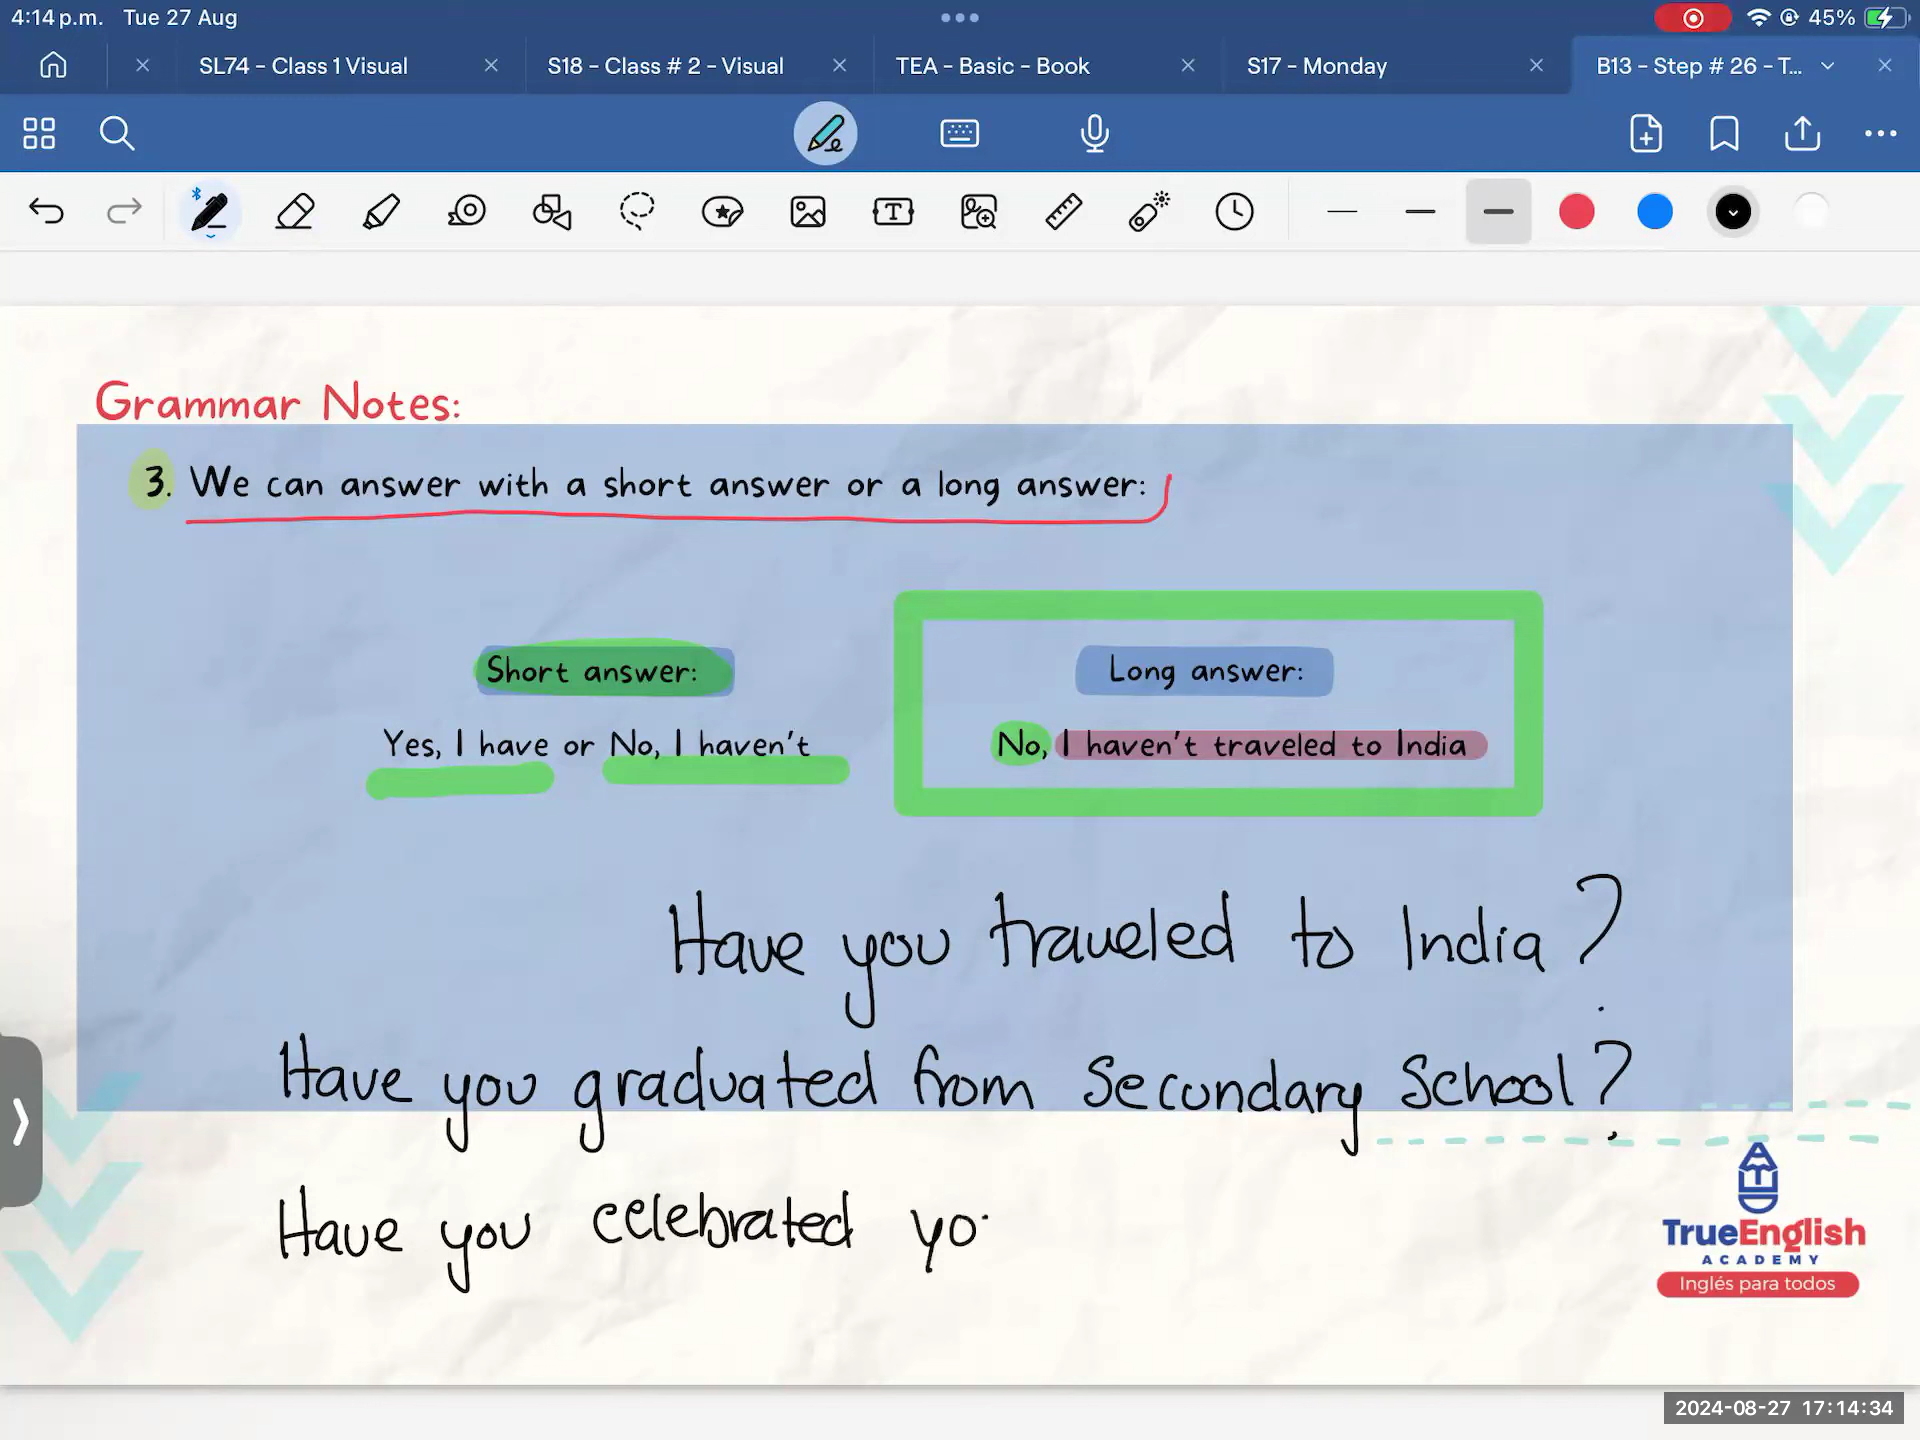 4:14 p.m. Tue 27 Aug 45%
SL74 - Class 1 Visual S18 - Class # 2 - Visual TEA - Basic - Book S17 - Monday B13 - Step # 26 - T...
Grammar Notes:
3. We can answer with a short answer or a long answer:
Short answer:
Yes, I have or No, I haven't
Long answer:
No, I haven't traveled to India
Have you traveled to India?
Have you graduated from Secundary School?
Have you celebrated yo
TrueEnglish
ACADEMY
Inglés para todos
2024-08-27 17:14:34